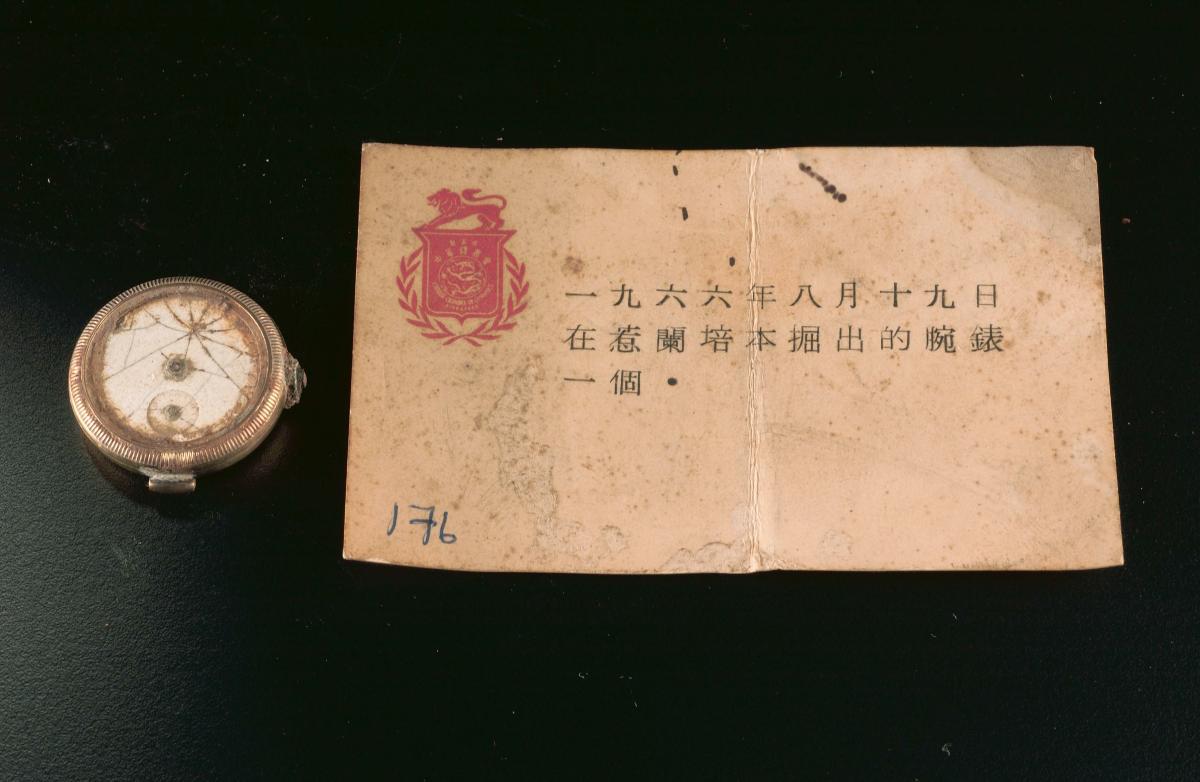 一九六六年八月十九日
在惹蘭培本掘出的腕錶
一個•
176